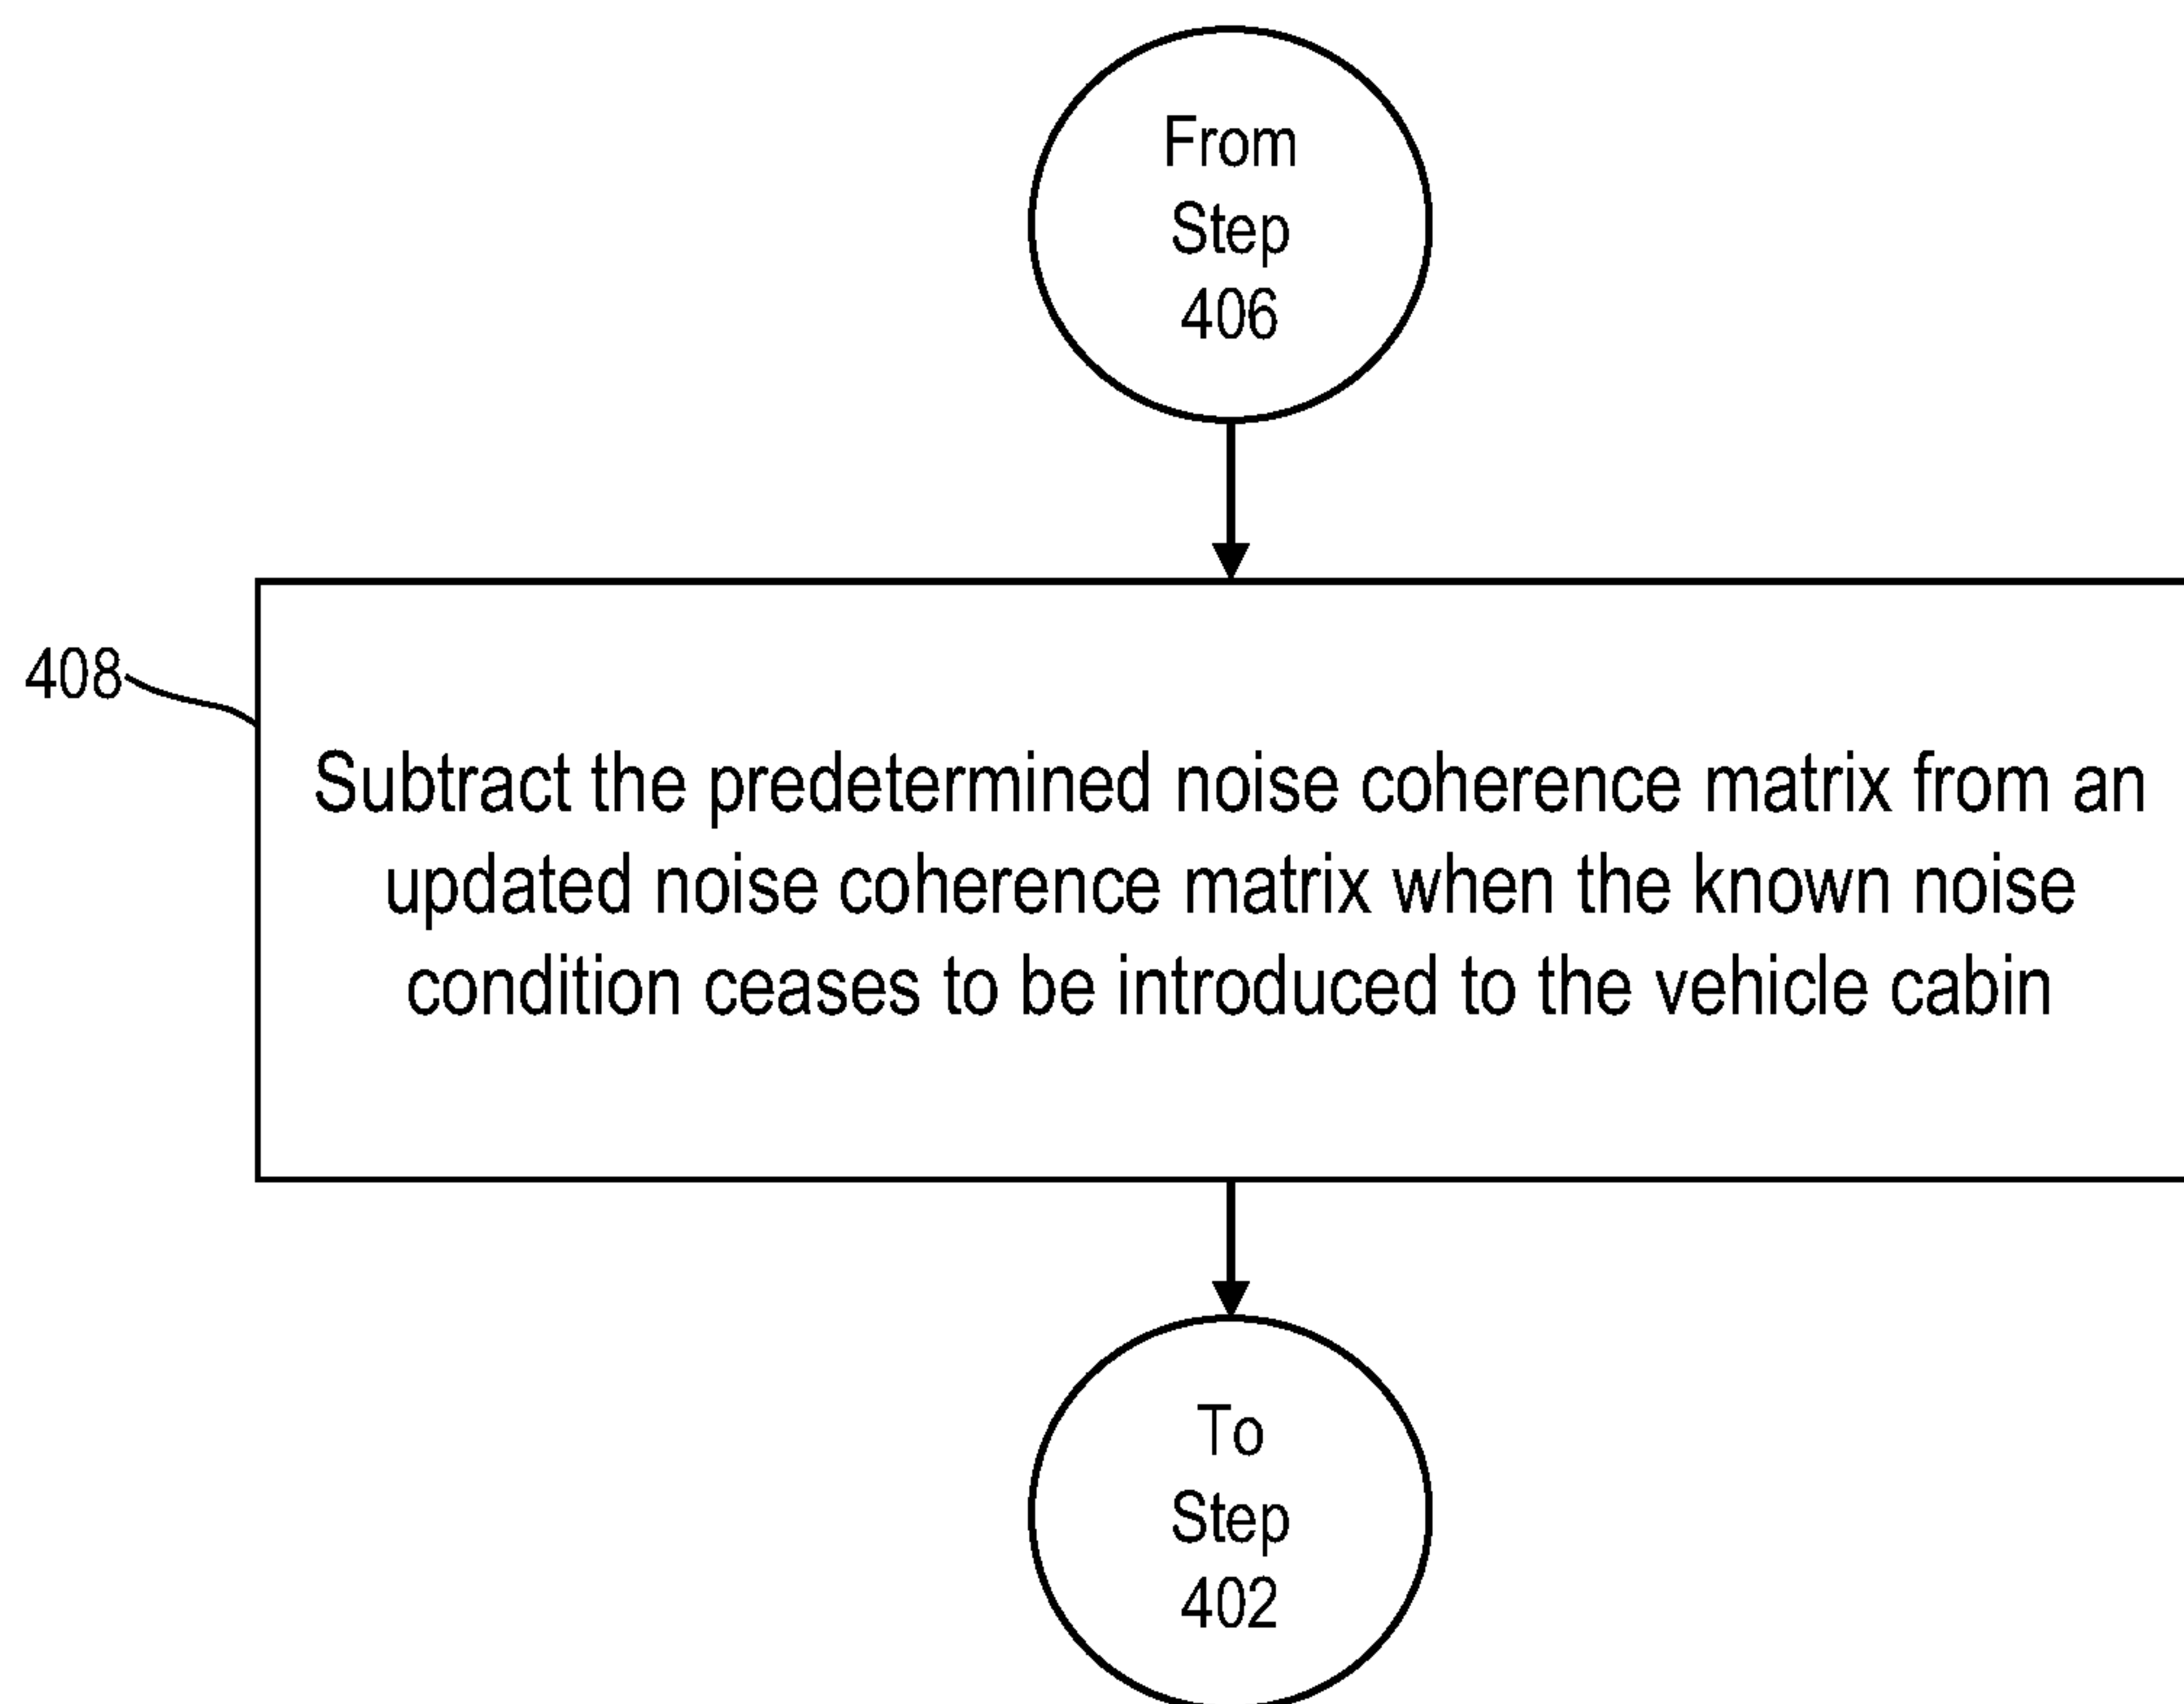 From
Step
406
408
Subtract the predetermined noise coherence matrix from an
updated noise coherence matrix when the known noise
condition ceases to be introduced to the vehicle cabin
To
Step
402